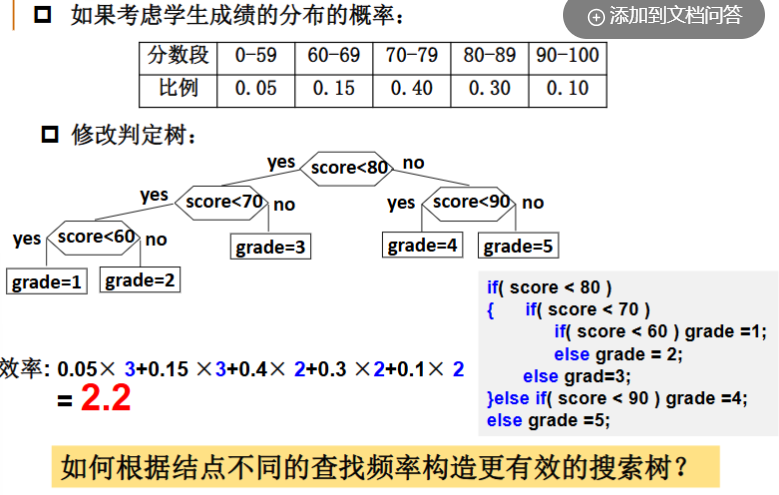 添加到文档问答
如果考虑学生成绩的分布的概率：
分数段 0-59 60-69 70-79 80-89 90-100
比例 0.05 0.15 0.40 0.30 0.10
修改判定树：
yes score<80 no
yes score<70 no
yes score<90 no
yes score<60 no
grade=3
grade=4 grade=5
grade=1 grade=2
if( score < 80 )
{ if( score < 70 )
if( score < 60 ) grade =1;
else grade = 2;
else grad=3;
}else if( score < 90 ) grade =4;
else grade =5;
效率: 0.05× 3+0.15 ×3+0.4× 2+0.3 ×2+0.1× 2
= 2.2
如何根据结点不同的查找频率构造更有效的搜索树？